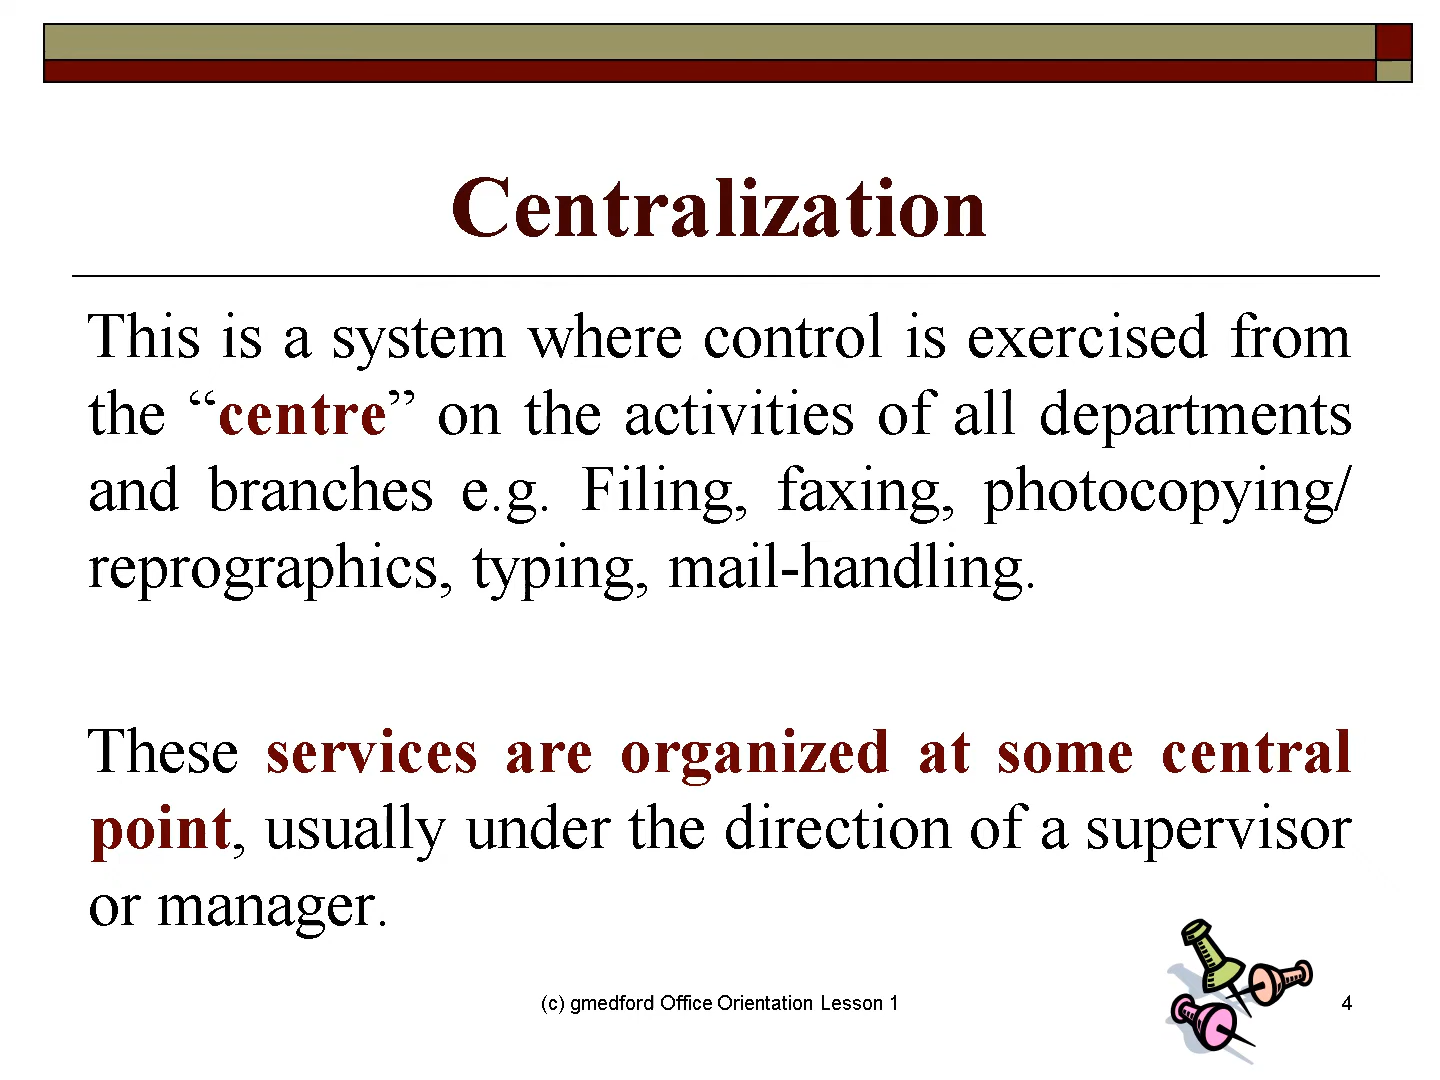 Centralization
This is a system where control is exercised from
the “centre” on the activities of all departments
and branches e.g. Filing, faxing, photocopying/
reprographics, typing, mail-handling.
These services are organized at some central
point, usually under the direction of a supervisor
or manager.
(c) gmedford Office Orientation Lesson 1
4